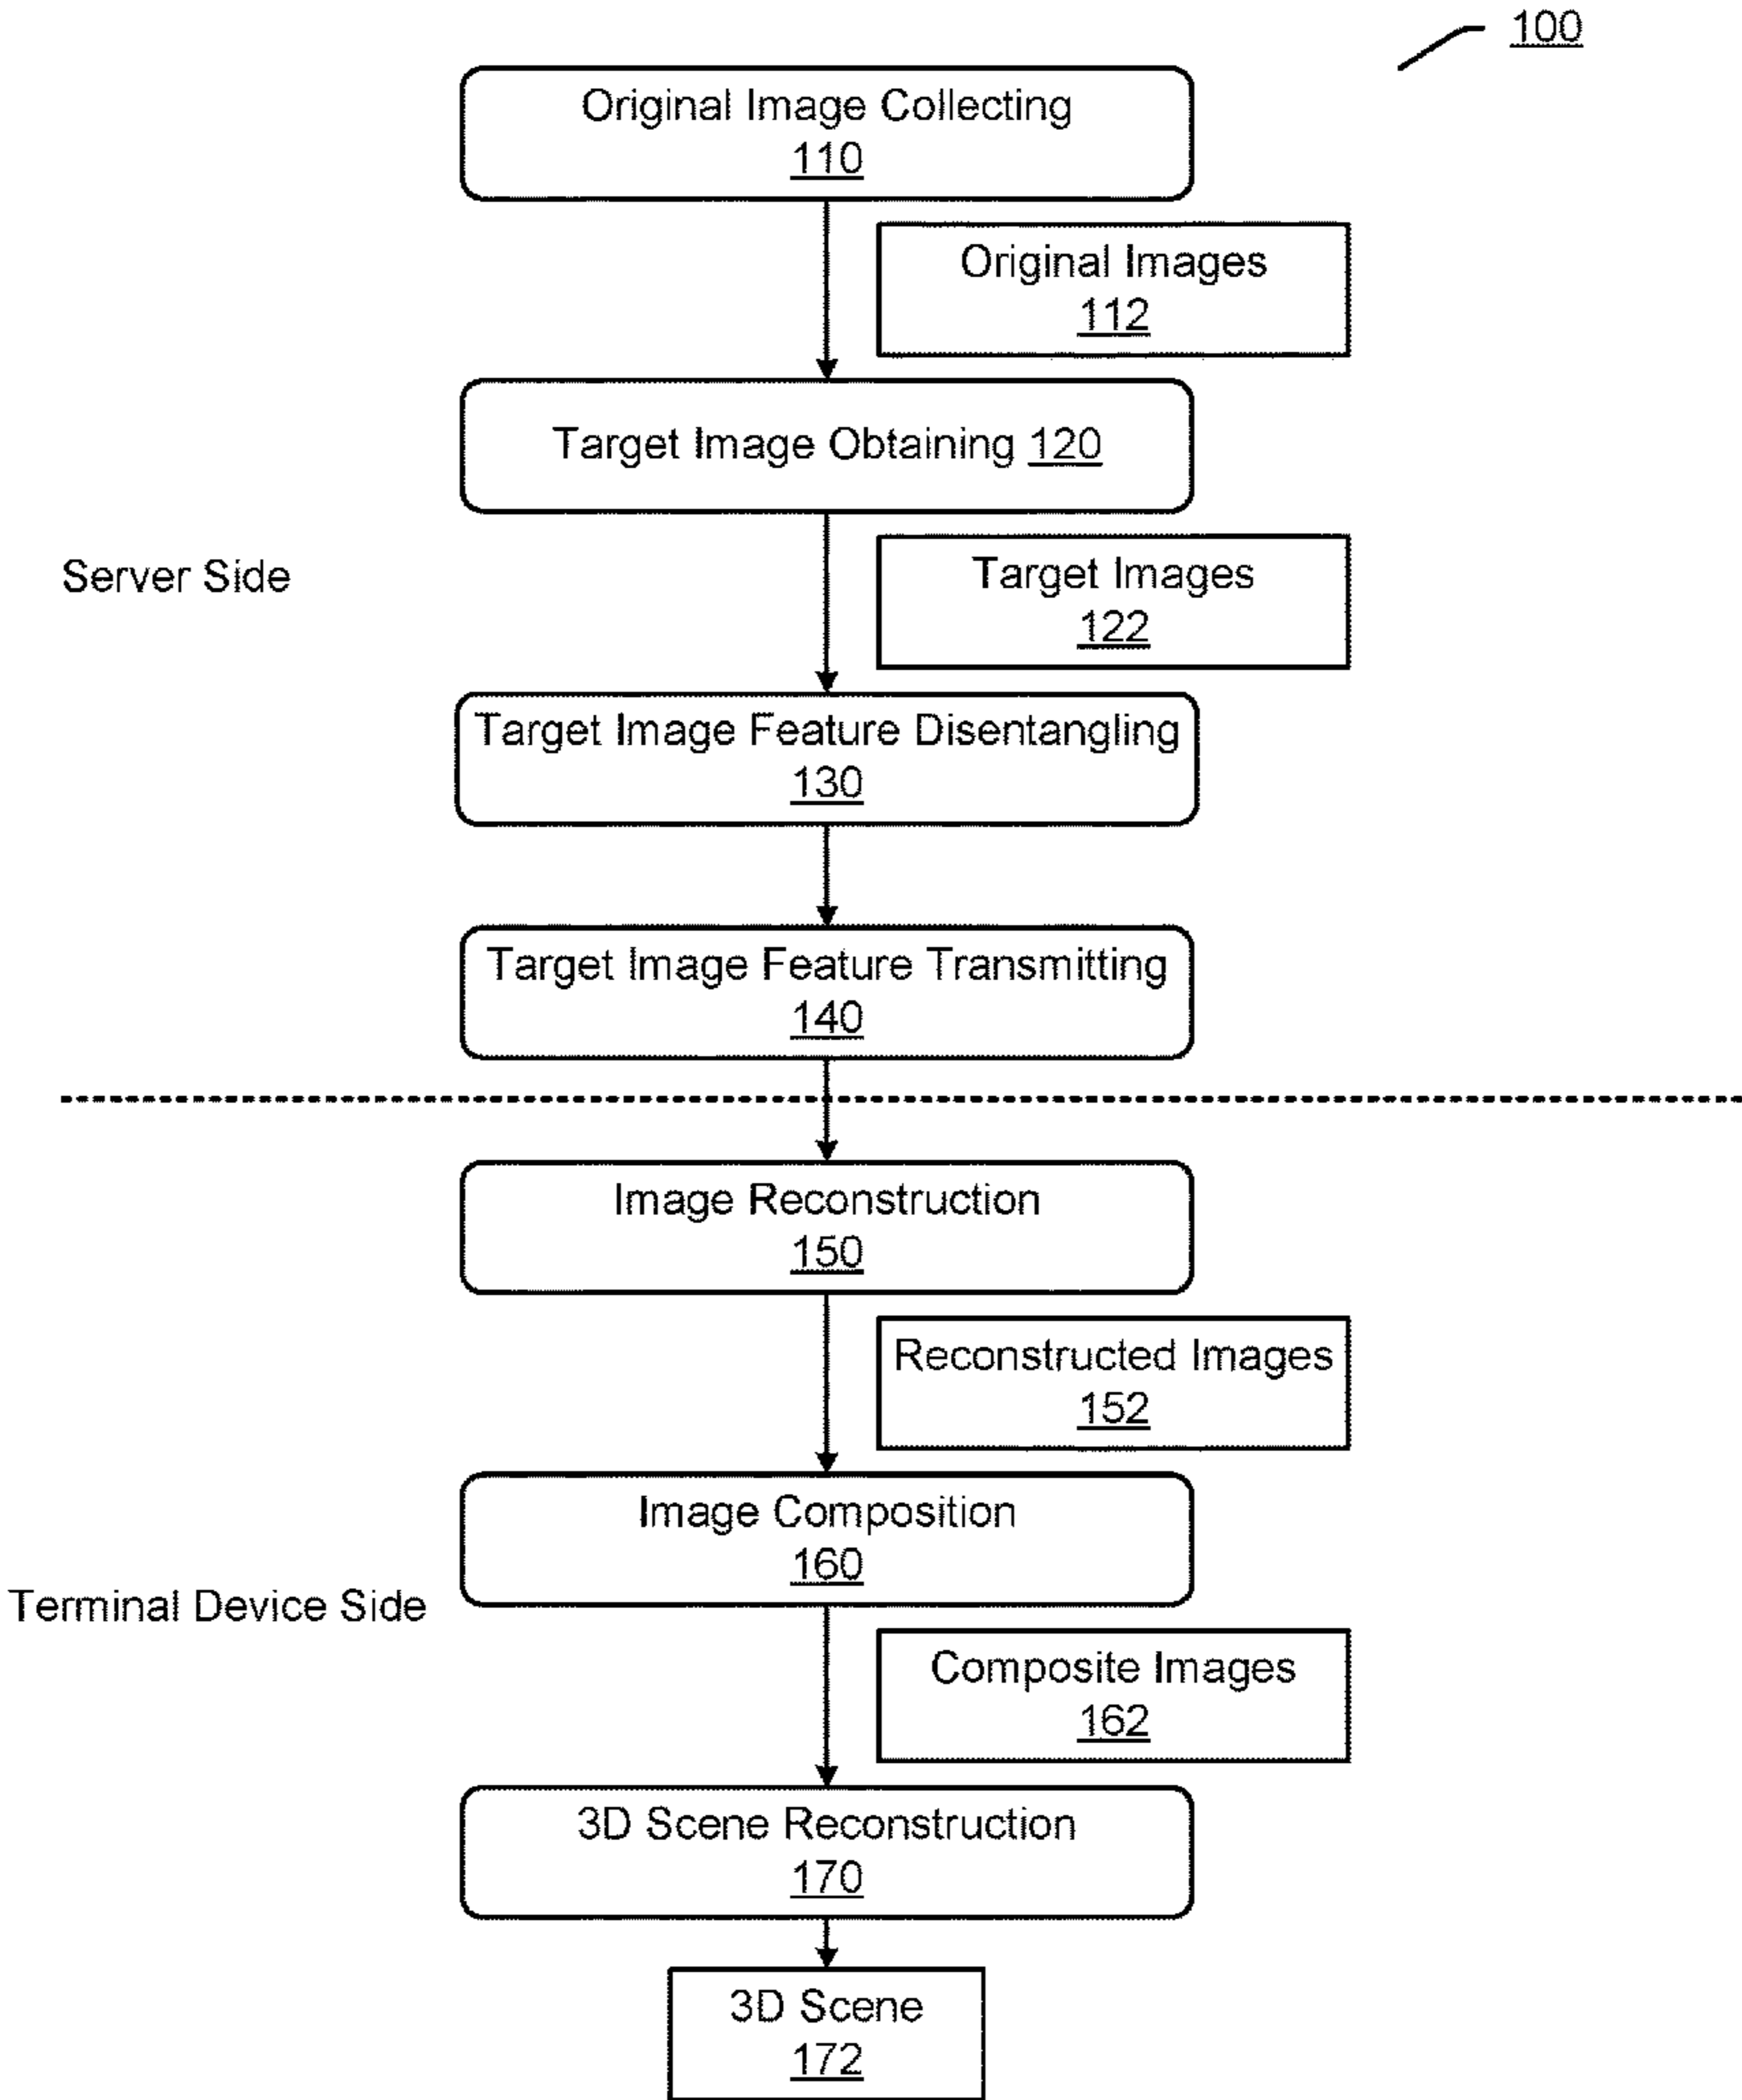 100
Original Image Collecting
110
Original Images
112
Target Image Obtaining 120
Server Side
Target Images
122
Target Image Feature Disentangling
130
Target Image Feature Transmitting
140
Image Reconstruction
150
Reconstructed Images
152
Image Composition
160
Terminal Device Side
Composite Images
162
3D Scene Reconstruction
170
3D Scene
172